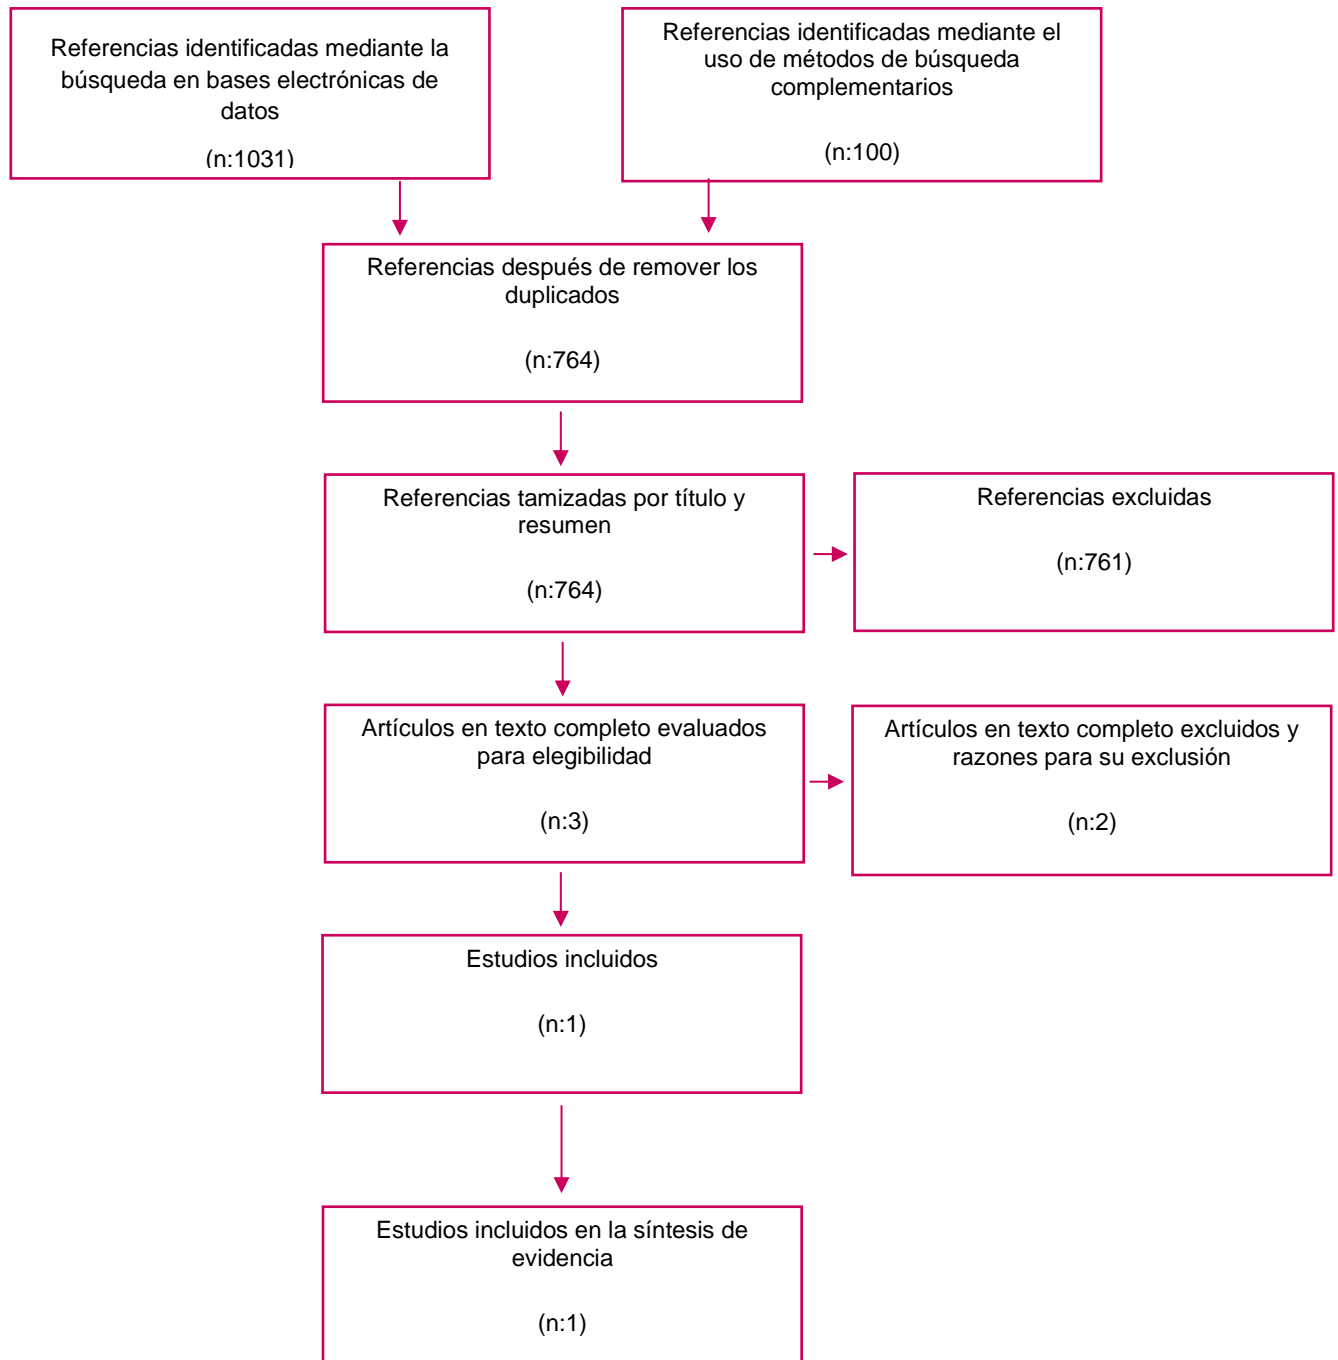 Referencias identificadas mediante la
búsqueda en bases electrónicas de
datos
(n:1031)
Referencias identificadas mediante el
uso de métodos de búsqueda
complementarios
(n:100)
Referencias después de remover los
duplicados
(n:764)
Referencias tamizadas por título y
resumen
(n:764)
Referencias excluidas
(n:761)
Artículos en texto completo evaluados
para elegibilidad
(n:3)
Artículos en texto completo excluidos y
razones para su exclusión
(n:2)
Estudios incluidos
(n:1)
Estudios incluidos en la síntesis de
evidencia
(n:1)